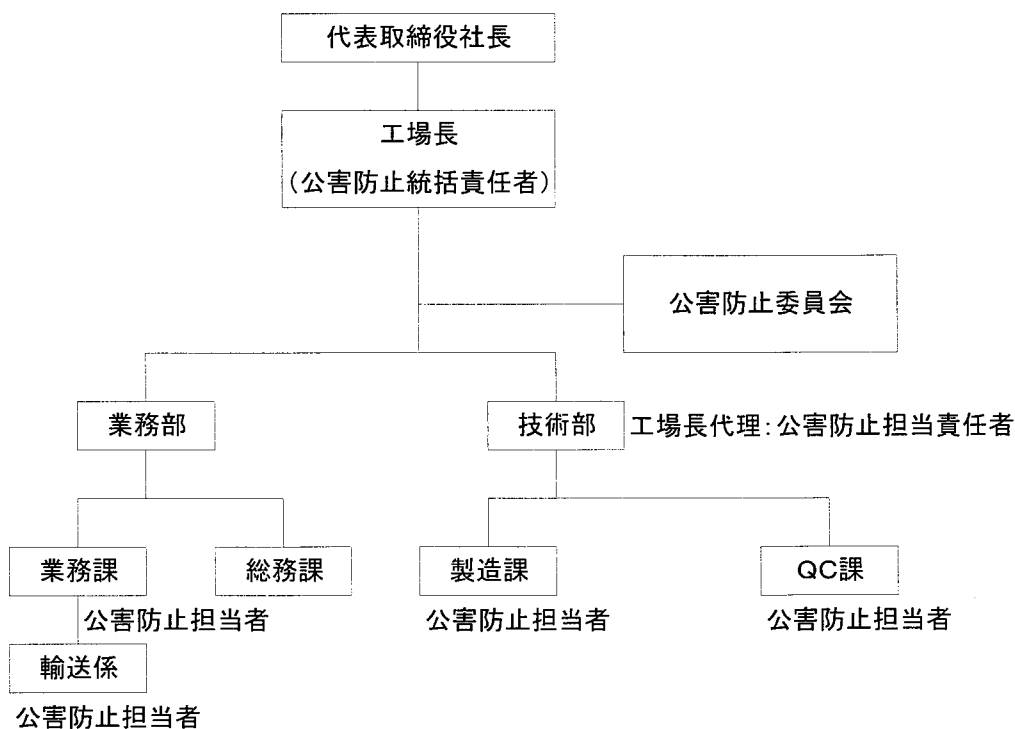 代表取締役社長
工場長
（公害防止統括責任者）
公害防止委員会
業務部
技術部
工場長代理：公害防止担当責任者
業務課
総務課
製造課
QC課
公害防止担当者
公害防止担当者
公害防止担当者
輸送係
公害防止担当者